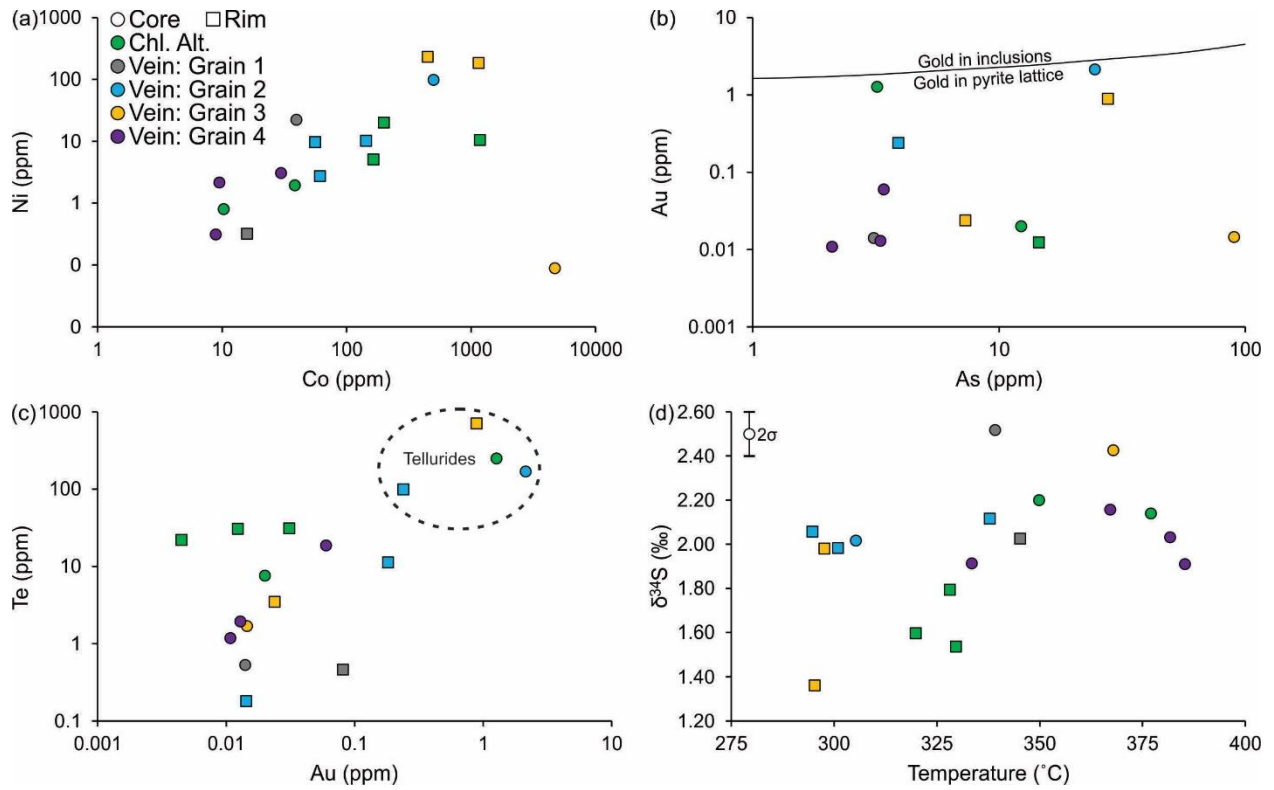 (a)
1000
100
10
1
0
0
Ni (ppm)
1
10
100
1000
10000
Co (ppm)
Core Rim
Chl. Alt.
Vein: Grain 1
Vein: Grain 2
Vein: Grain 3
Vein: Grain 4
(b)
10
1
0.1
0.01
0.001
Au (ppm)
Gold in inclusions
Gold in pyrite lattice
1
10
100
As (ppm)
(c)
1000
100
10
1
0.1
Te (ppm)
Tellurides
0.001
0.01
0.1
1
10
Au (ppm)
(d)
2.60
2.40
2.20
2.00
1.80
1.60
1.40
1.20
δ³⁴S (‰)
2σ
275
300
325
350
375
400
Temperature (˚C)